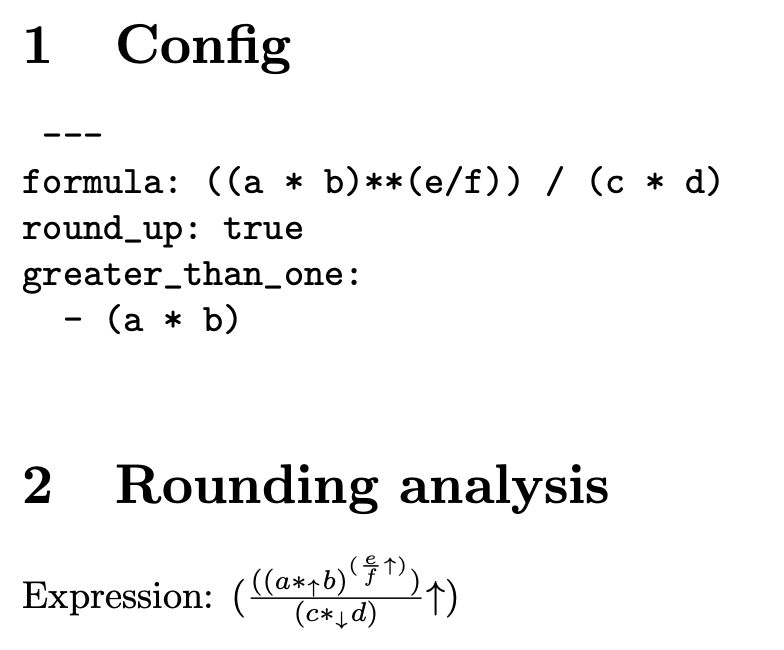 1 Config
---
formula: ((a * b)**(e/f)) / (c * d)
round_up: true
greater_than_one:
  - (a * b)
2 Rounding analysis
Expression: $(\frac{((a*_{\uparrow}b)^{(\frac{e}{f}\uparrow)})}{(c*_{\downarrow}d)}\uparrow)$